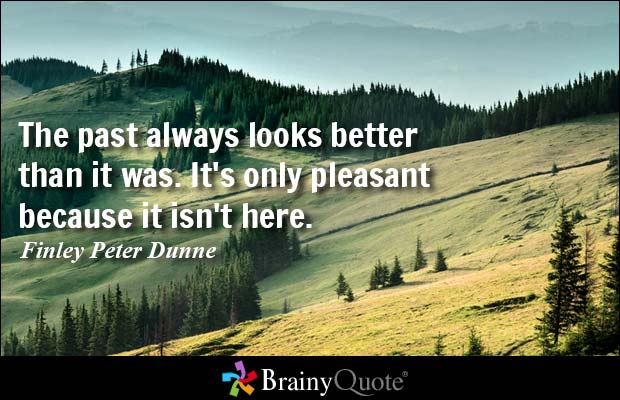 The past always looks better
than it was. It's only pleasant
because it isn't here.
Finley Peter Dunne
BrainyQuote®